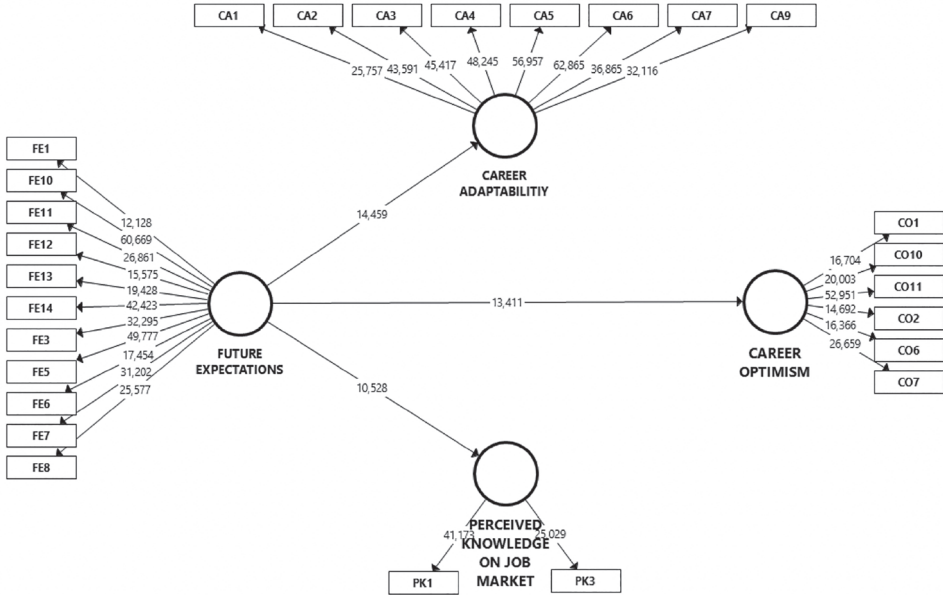 CA1
CA2
CA3
CA4
CA5
CA6
CA7
CA9
25,757
43,591
45,417
48,245
56,957
62,865
36,865
32,116
CAREER
ADAPTABILITIY
FE1
FE10
FE11
FE12
FE13
FE14
FE3
FE5
FE6
FE7
FE8
12,128
60,669
26,861
15,575
19,428
42,423
32,295
49,777
17,454
31,202
25,577
FUTURE
EXPECTATIONS
14,459
13,411
10,528
CO1
CO10
CO11
CO2
CO6
CO7
16,704
20,003
52,951
14,692
16,366
26,659
CAREER
OPTIMISM
41,173
25,029
PERCEIVED
KNOWLEDGE
ON JOB
MARKET
PK1
PK3